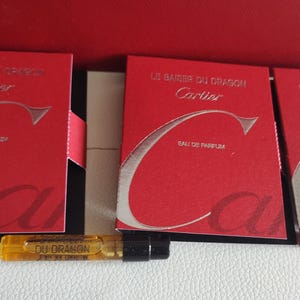 LE BAISER DU DRAGON
Cartier
EAU DE PARFUM
DU DRAGON